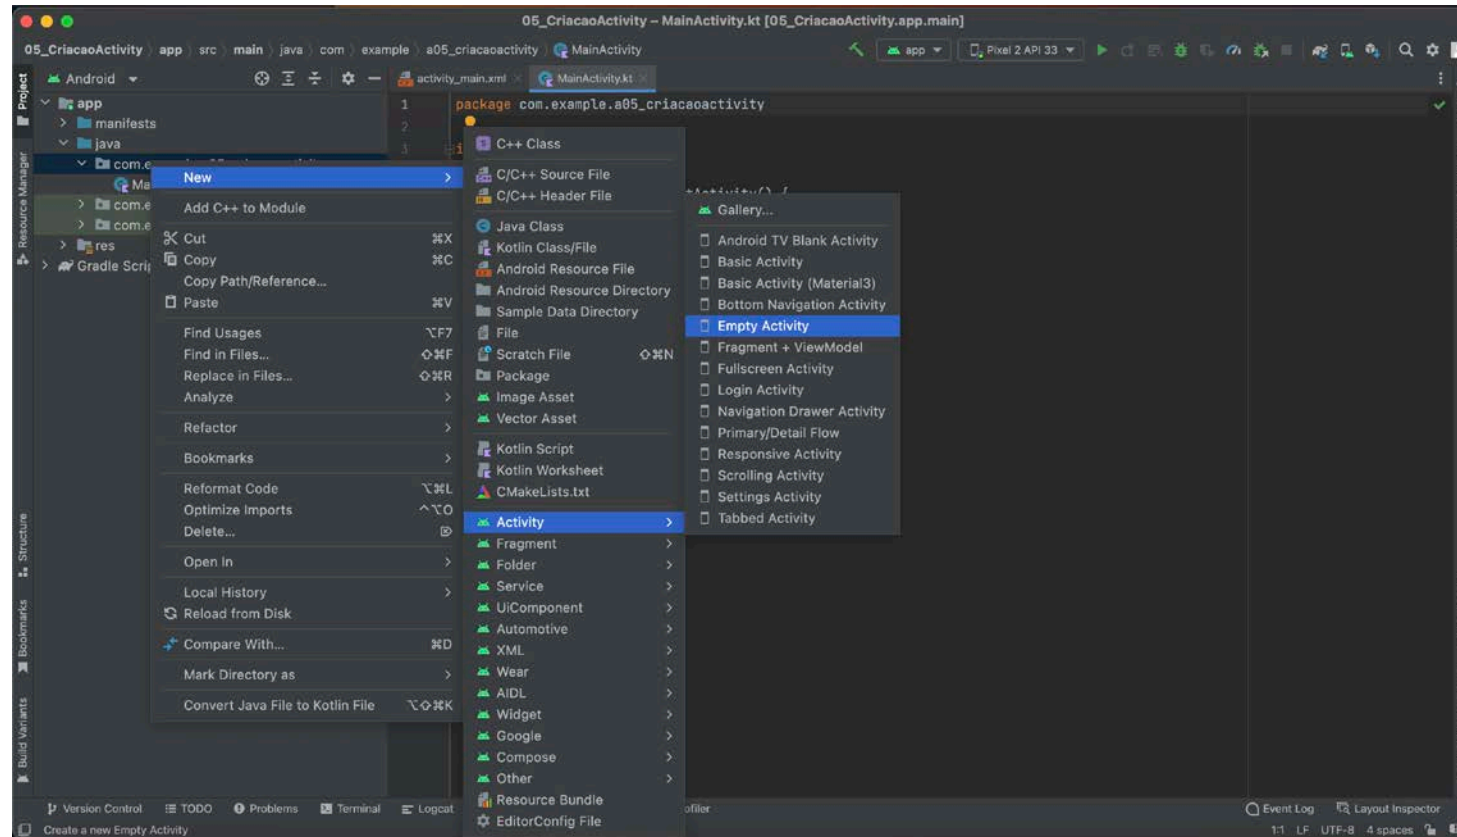 05_CriacaoActivity – MainActivity.kt [05_CriacaoActivity.app.main]
05_CriacaoActivity app src main java com example a05_criacaoactivity MainActivity
app Pixel 2 API 33
Android
activity_main.xml MainActivity.kt
Project
Resource Manager
Structure
Bookmarks
Build Variants
app
manifests
java
com.e
Ma
com.e
com.e
res
Gradle Scri
1 package com.example.a05_criacaoactivity
2
3
New
Add C++ to Module
Cut ⌘X
Copy ⌘C
Copy Path/Reference...
Paste ⌘V
Find Usages ⌥F7
Find in Files... ⇧⌘F
Replace in Files... ⇧⌘R
Analyze
Refactor
Bookmarks
Reformat Code ⌥⌘L
Optimize Imports ^⌥O
Delete... ⌦
Open In
Local History
Reload from Disk
Compare With... ⌘D
Mark Directory as
Convert Java File to Kotlin File ⌥⇧⌘K
C++ Class
C/C++ Source File
C/C++ Header File
Java Class
Kotlin Class/File
Android Resource File
Android Resource Directory
Sample Data Directory
File
Scratch File ⇧⌘N
Package
Image Asset
Vector Asset
Kotlin Script
Kotlin Worksheet
CMakeLists.txt
Activity
Fragment
Folder
Service
UiComponent
Automotive
XML
Wear
AIDL
Widget
Google
Compose
Other
Resource Bundle
EditorConfig File
Gallery...
Android TV Blank Activity
Basic Activity
Basic Activity (Material3)
Bottom Navigation Activity
Empty Activity
Fragment + ViewModel
Fullscreen Activity
Login Activity
Navigation Drawer Activity
Primary/Detail Flow
Responsive Activity
Scrolling Activity
Settings Activity
Tabbed Activity
Version Control TODO Problems Terminal Logcat ofiler Event Log Layout Inspector
Create a new Empty Activity 1:1 LF UTF-8 4 spaces